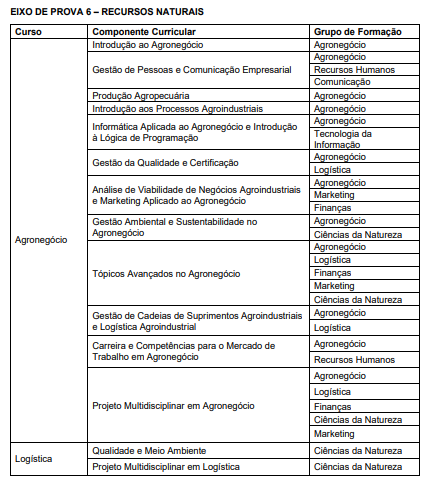 EIXO DE PROVA 6 – RECURSOS NATURAIS
Curso Componente Curricular Grupo de Formação
Agronegócio
Introdução ao Agronegócio Agronegócio
Gestão de Pessoas e Comunicação Empresarial
Agronegócio
Recursos Humanos
Comunicação
Produção Agropecuária Agronegócio
Introdução aos Processos Agroindustriais Agronegócio
Informática Aplicada ao Agronegócio e Introdução
à Lógica de Programação
Agronegócio
Tecnologia da
Informação
Gestão da Qualidade e Certificação
Agronegócio
Logística
Análise de Viabilidade de Negócios Agroindustriais
e Marketing Aplicado ao Agronegócio
Agronegócio
Marketing
Finanças
Gestão Ambiental e Sustentabilidade no
Agronegócio
Agronegócio
Ciências da Natureza
Tópicos Avançados no Agronegócio
Agronegócio
Logística
Finanças
Marketing
Ciências da Natureza
Gestão de Cadeias de Suprimentos Agroindustriais
e Logística Agroindustrial
Agronegócio
Logística
Carreira e Competências para o Mercado de
Trabalho em Agronegócio
Agronegócio
Recursos Humanos
Projeto Multidisciplinar em Agronegócio
Agronegócio
Logística
Finanças
Ciências da Natureza
Marketing
Logística
Qualidade e Meio Ambiente Ciências da Natureza
Projeto Multidisciplinar em Logística Ciências da Natureza